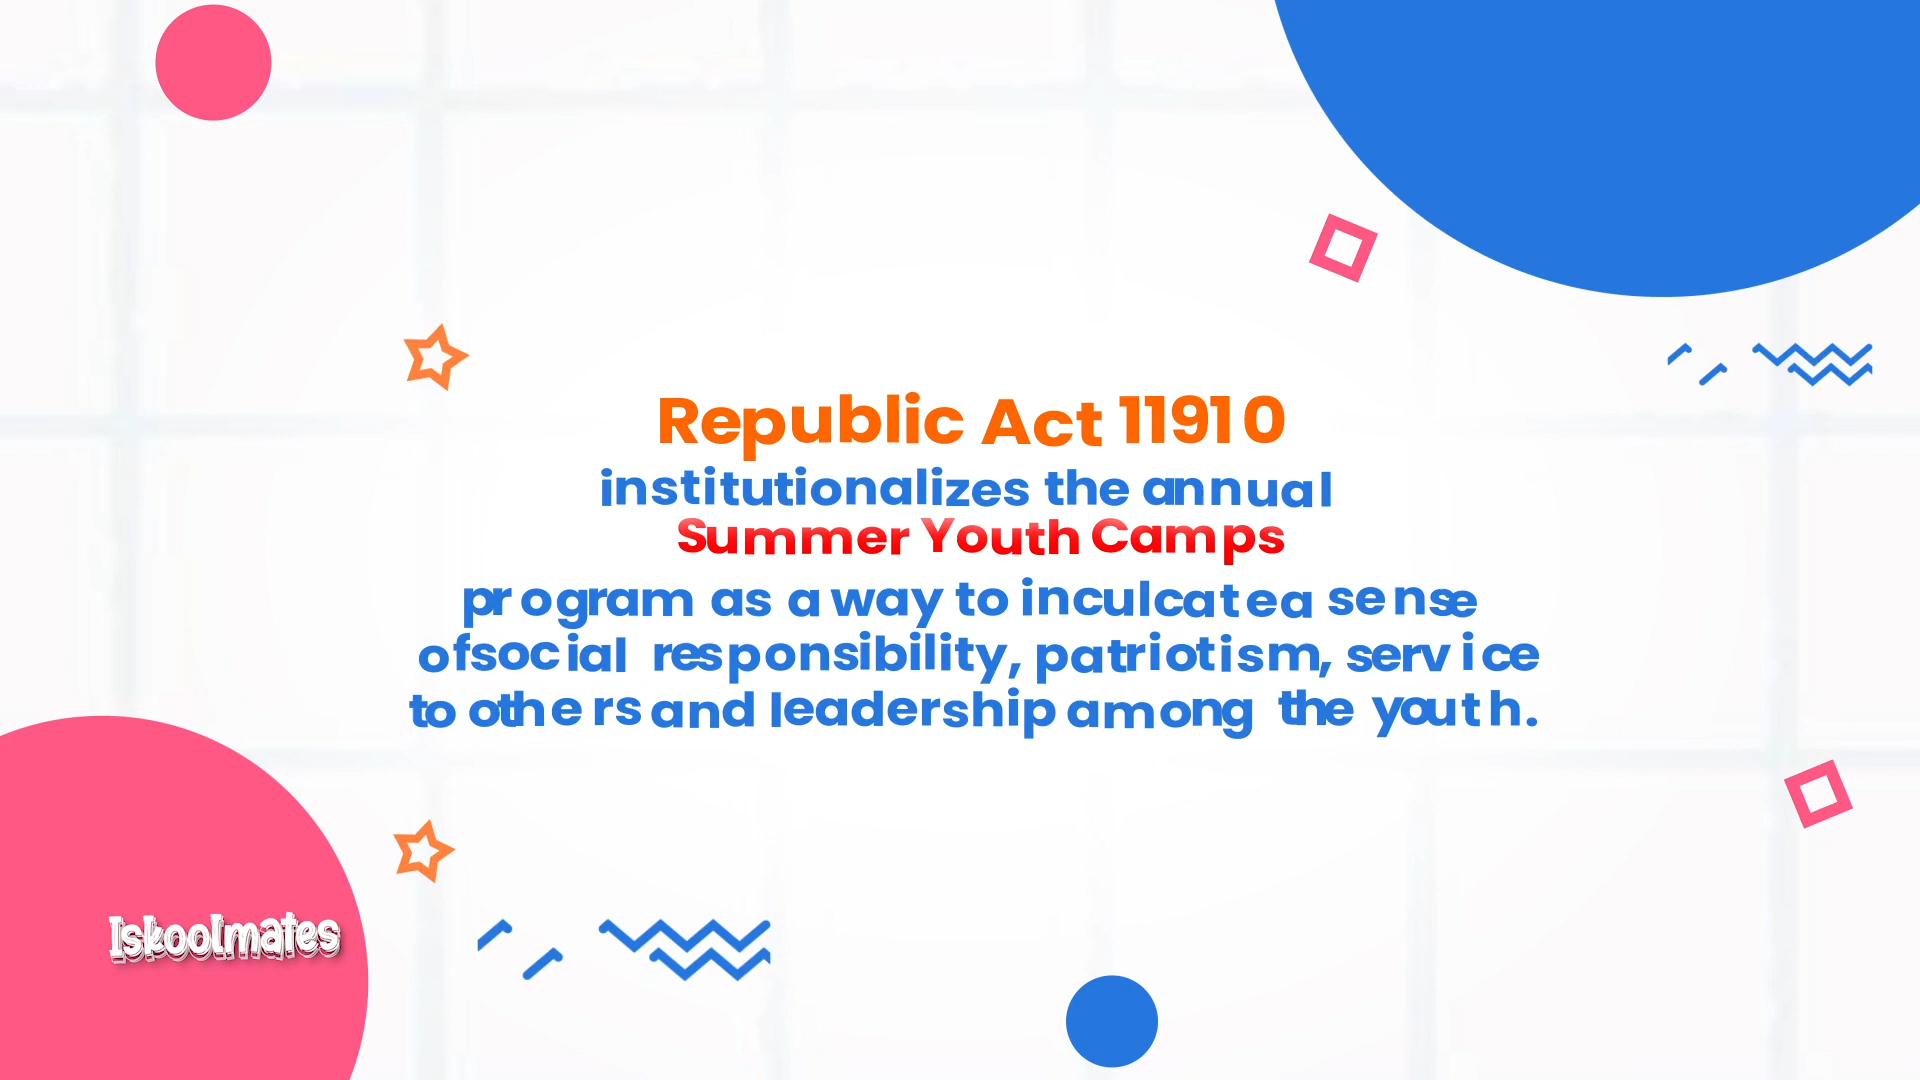 Republic Act 11910
institutionalizes the annual
Summer Youth Camps
program as a way to inculcate a sense
of social responsibility, patriotism, service
to others and leadership among the youth.
Iskoolmates